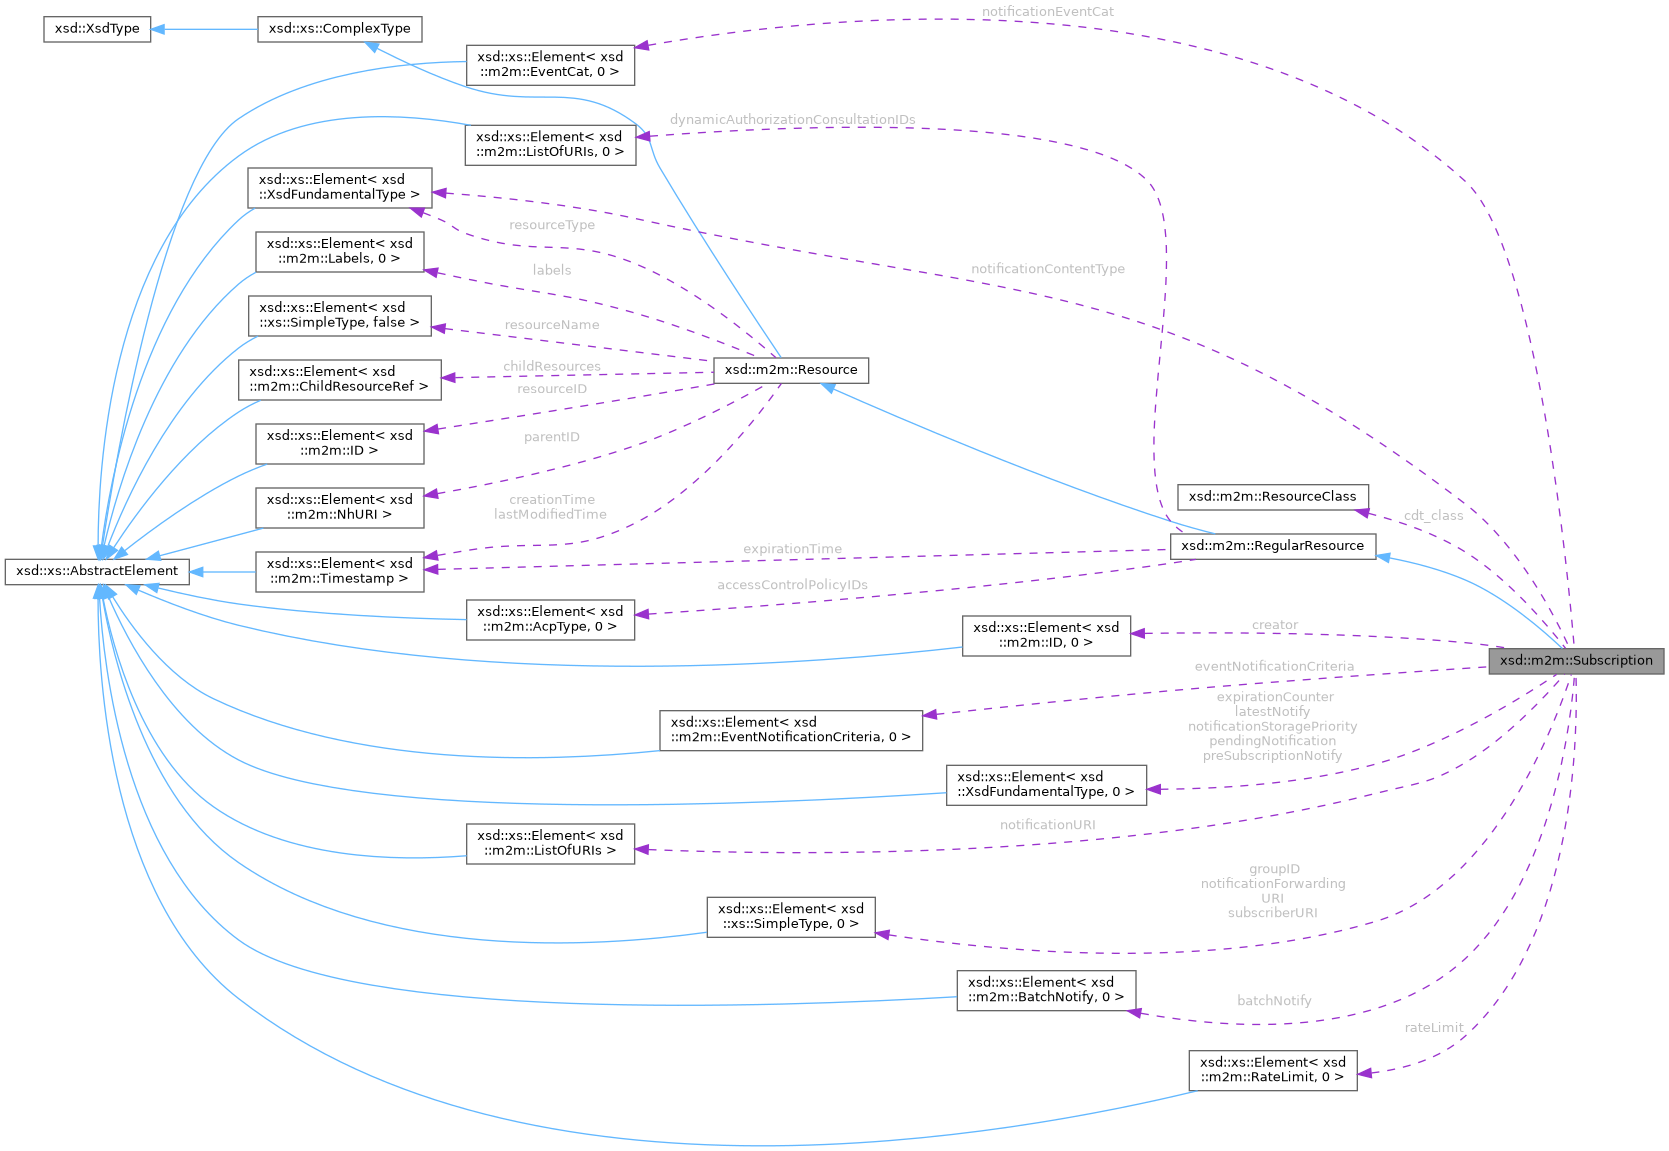 notificationEventCat
xsd::XsdType
xsd::xs::ComplexType
xsd::xs::Element< xsd
::m2m::EventCat, 0 >
dynamicAuthorizationConsultationIDs
xsd::xs::Element< xsd
::m2m::ListOfURIs, 0 >
xsd::xs::Element< xsd
::XsdFundamentalType >
resourceType
xsd::xs::Element< xsd
::m2m::Labels, 0 >
labels
notificationContentType
xsd::xs::Element< xsd
::xs::SimpleType, false >
resourceName
xsd::xs::Element< xsd
::m2m::ChildResourceRef >
childResources
xsd::m2m::Resource
resourceID
xsd::xs::Element< xsd
::m2m::ID >
parentID
xsd::xs::Element< xsd
::m2m::NhURI >
creationTime
lastModifiedTime
xsd::m2m::ResourceClass
cdt_class
xsd::m2m::RegularResource
expirationTime
xsd::xs::AbstractElement
xsd::xs::Element< xsd
::m2m::Timestamp >
accessControlPolicyIDs
xsd::xs::Element< xsd
::m2m::AcpType, 0 >
xsd::xs::Element< xsd
::m2m::ID, 0 >
creator
xsd::m2m::Subscription
eventNotificationCriteria
xsd::xs::Element< xsd
::m2m::EventNotificationCriteria, 0 >
expirationCounter
latestNotify
notificationStoragePriority
pendingNotification
preSubscriptionNotify
xsd::xs::Element< xsd
::XsdFundamentalType, 0 >
notificationURI
xsd::xs::Element< xsd
::m2m::ListOfURIs >
groupID
notificationForwarding
URI
subscriberURI
xsd::xs::Element< xsd
::xs::SimpleType, 0 >
xsd::xs::Element< xsd
::m2m::BatchNotify, 0 >
batchNotify
rateLimit
xsd::xs::Element< xsd
::m2m::RateLimit, 0 >